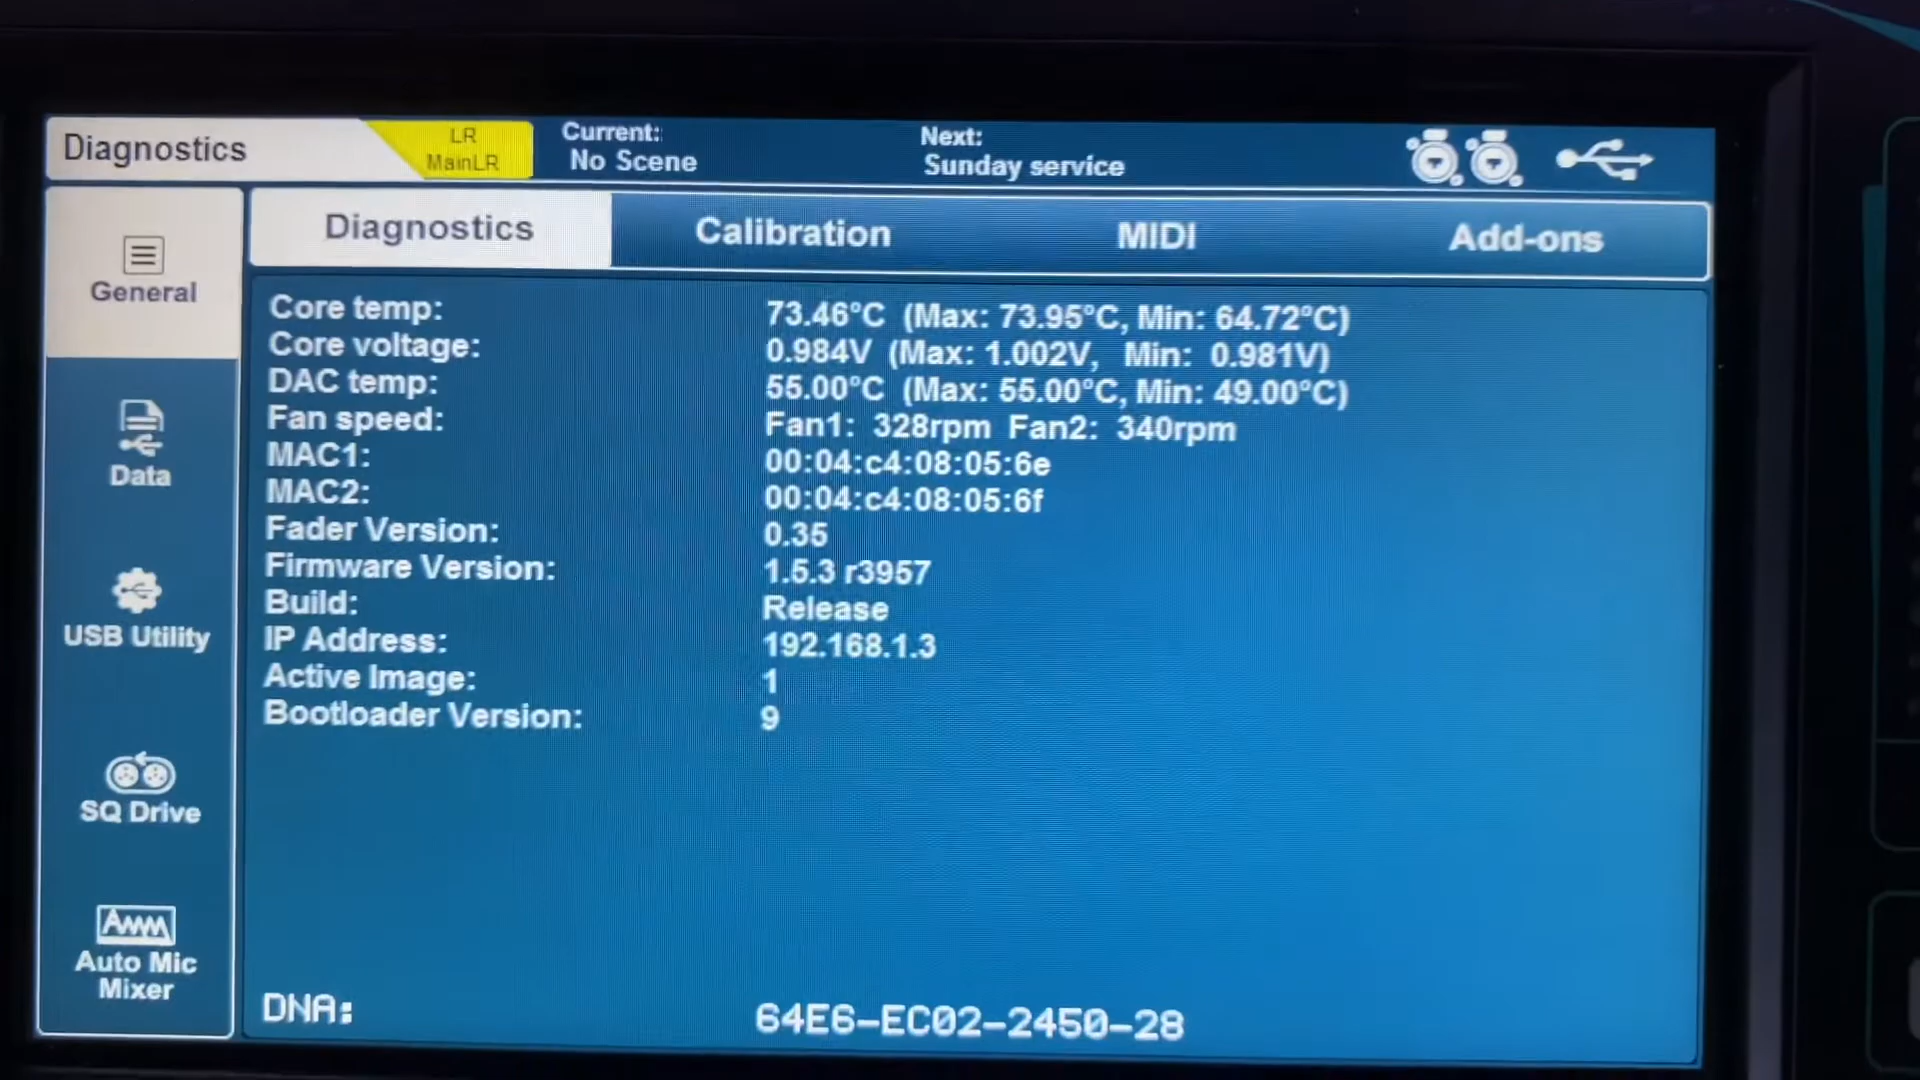 Diagnostics
LR
MainLR
Current:
No Scene
Next:
Sunday service
General
Data
USB Utility
SQ Drive
Auto Mic
Mixer
Diagnostics
Calibration
MIDI
Add-ons
Core temp: 73.46°C (Max: 73.95°C, Min: 64.72°C)
Core voltage: 0.984V (Max: 1.002V, Min: 0.981V)
DAC temp: 55.00°C (Max: 55.00°C, Min: 49.00°C)
Fan speed: Fan1: 328rpm Fan2: 340rpm
MAC1: 00:04:c4:08:05:6e
MAC2: 00:04:c4:08:05:6f
Fader Version: 0.35
Firmware Version: 1.5.3 r3957
Build: Release
IP Address: 192.168.1.3
Active Image: 1
Bootloader Version: 9
DNA: 64E6-EC02-2450-28